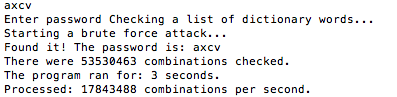 axcv
Enter password Checking a list of dictionary words...
Starting a brute force attack...
Found it! The password is: axcv
There were 53530463 combinations checked.
The program ran for: 3 seconds.
Processed: 17843488 combinations per second.